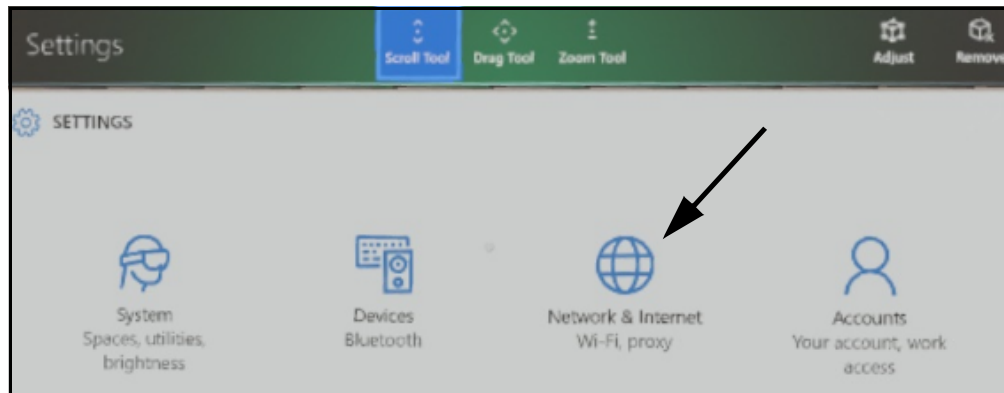 Settings
Scroll Tool
Drag Tool
Zoom Tool
Adjust
Remove
SETTINGS
System
Spaces, utilities,
brightness
Devices
Bluetooth
Network & Internet
Wi-Fi, proxy
Accounts
Your account, work
access